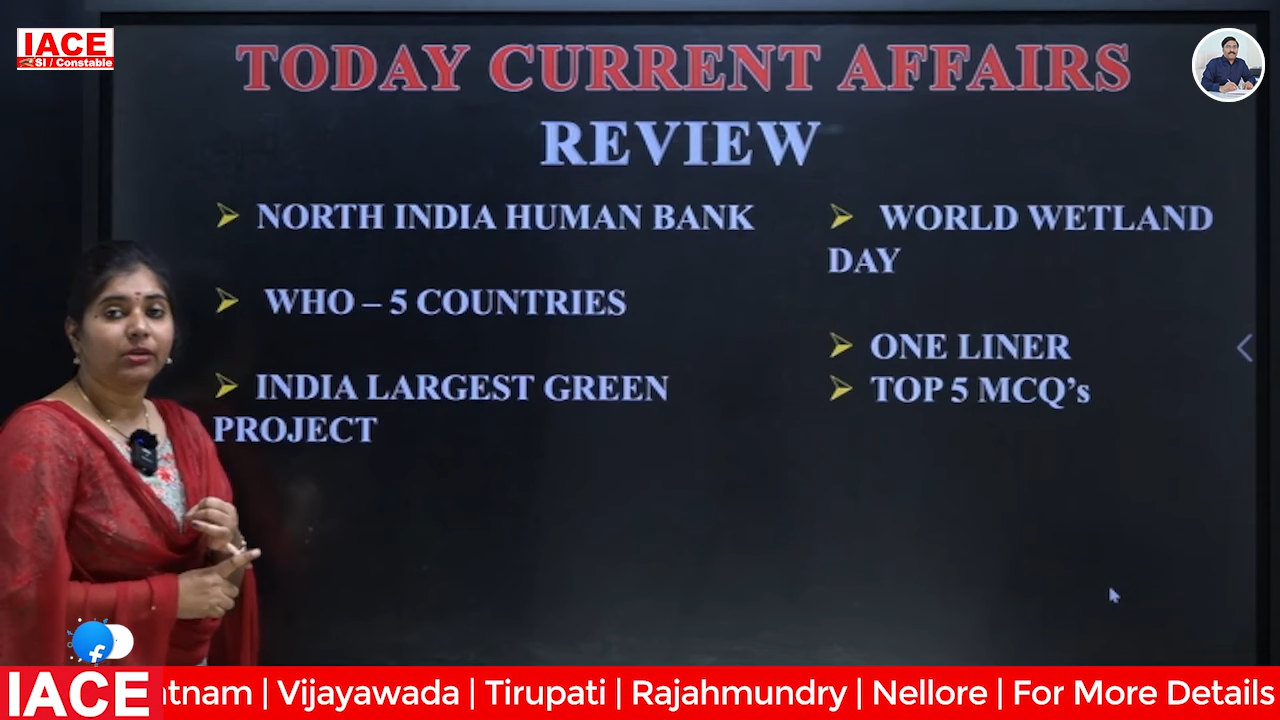 IACE
SI / Constable
TODAY CURRENT AFFAIRS
REVIEW
➢ NORTH INDIA HUMAN BANK
➢ WHO – 5 COUNTRIES
➢ INDIA LARGEST GREEN
PROJECT
➢ WORLD WETLAND
DAY
➢ ONE LINER
➢ TOP 5 MCQ’s
IACE
atnam | Vijayawada | Tirupati | Rajahmundry | Nellore | For More Details